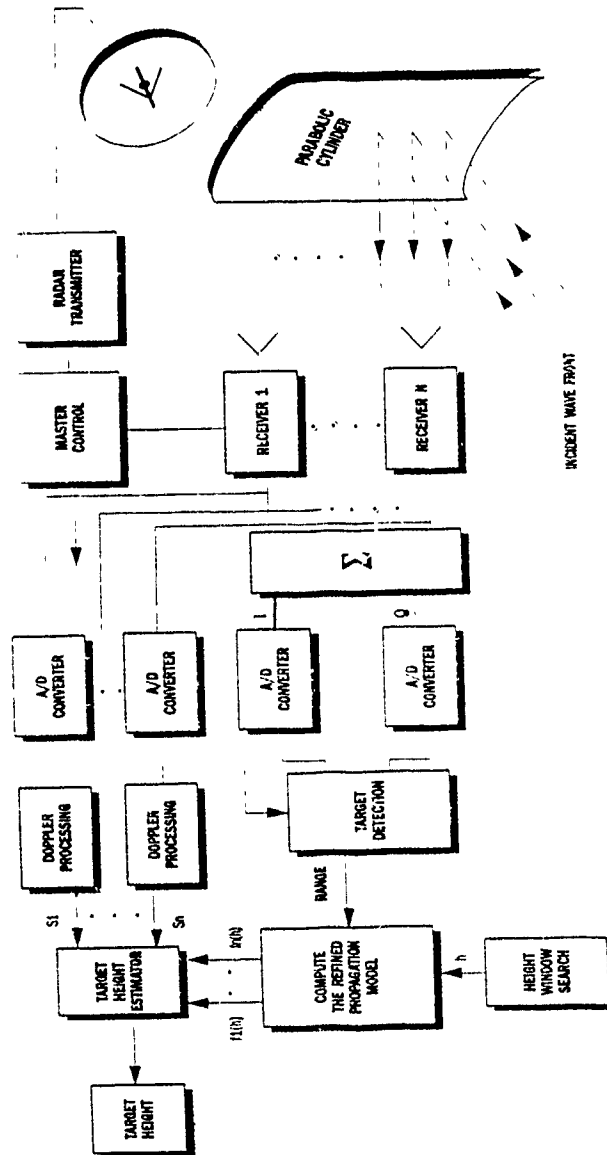 RADAR
TRANSMITTER
MASTER
CONTROL
PARABOLIC
CYLINDER
RECEIVER 1
RECEIVER N
INCIDENT WAVE FRONT
A/D
CONVERTER
A/D
CONVERTER
A/D
CONVERTER
A/D
CONVERTER
Σ
I
Q
DOPPLER
PROCESSING
DOPPLER
PROCESSING
TARGET
DETECTION
S1
Sn
RANGE
TARGET
HEIGHT
ESTIMATOR
f1(h)
fn(h)
COMPUTE
THE REFINED
PROPAGATION
MODEL
h
HEIGHT
WINDOW
SEARCH
TARGET
HEIGHT